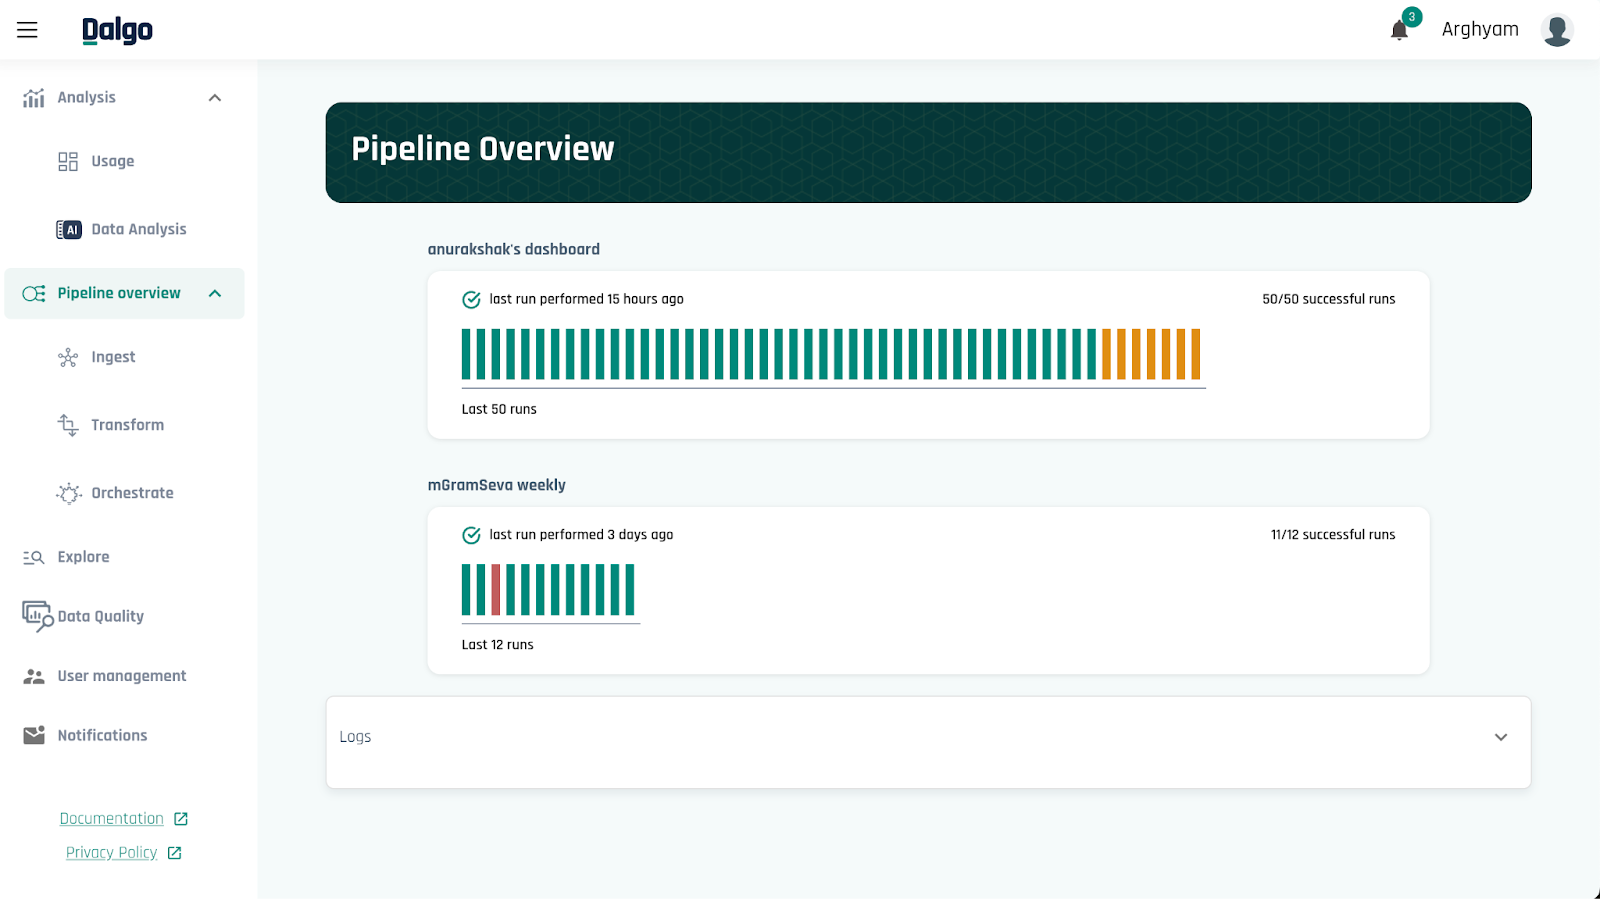 Dalgo
3
Arghyam
Analysis
Usage
AI
Data Analysis
Pipeline overview
Ingest
Transform
Orchestrate
Explore
Data Quality
User management
Notifications
Documentation
Privacy Policy
Pipeline Overview
anurakshak's dashboard
last run performed 15 hours ago
50/50 successful runs
Last 50 runs
mGramSeva weekly
last run performed 3 days ago
11/12 successful runs
Last 12 runs
Logs